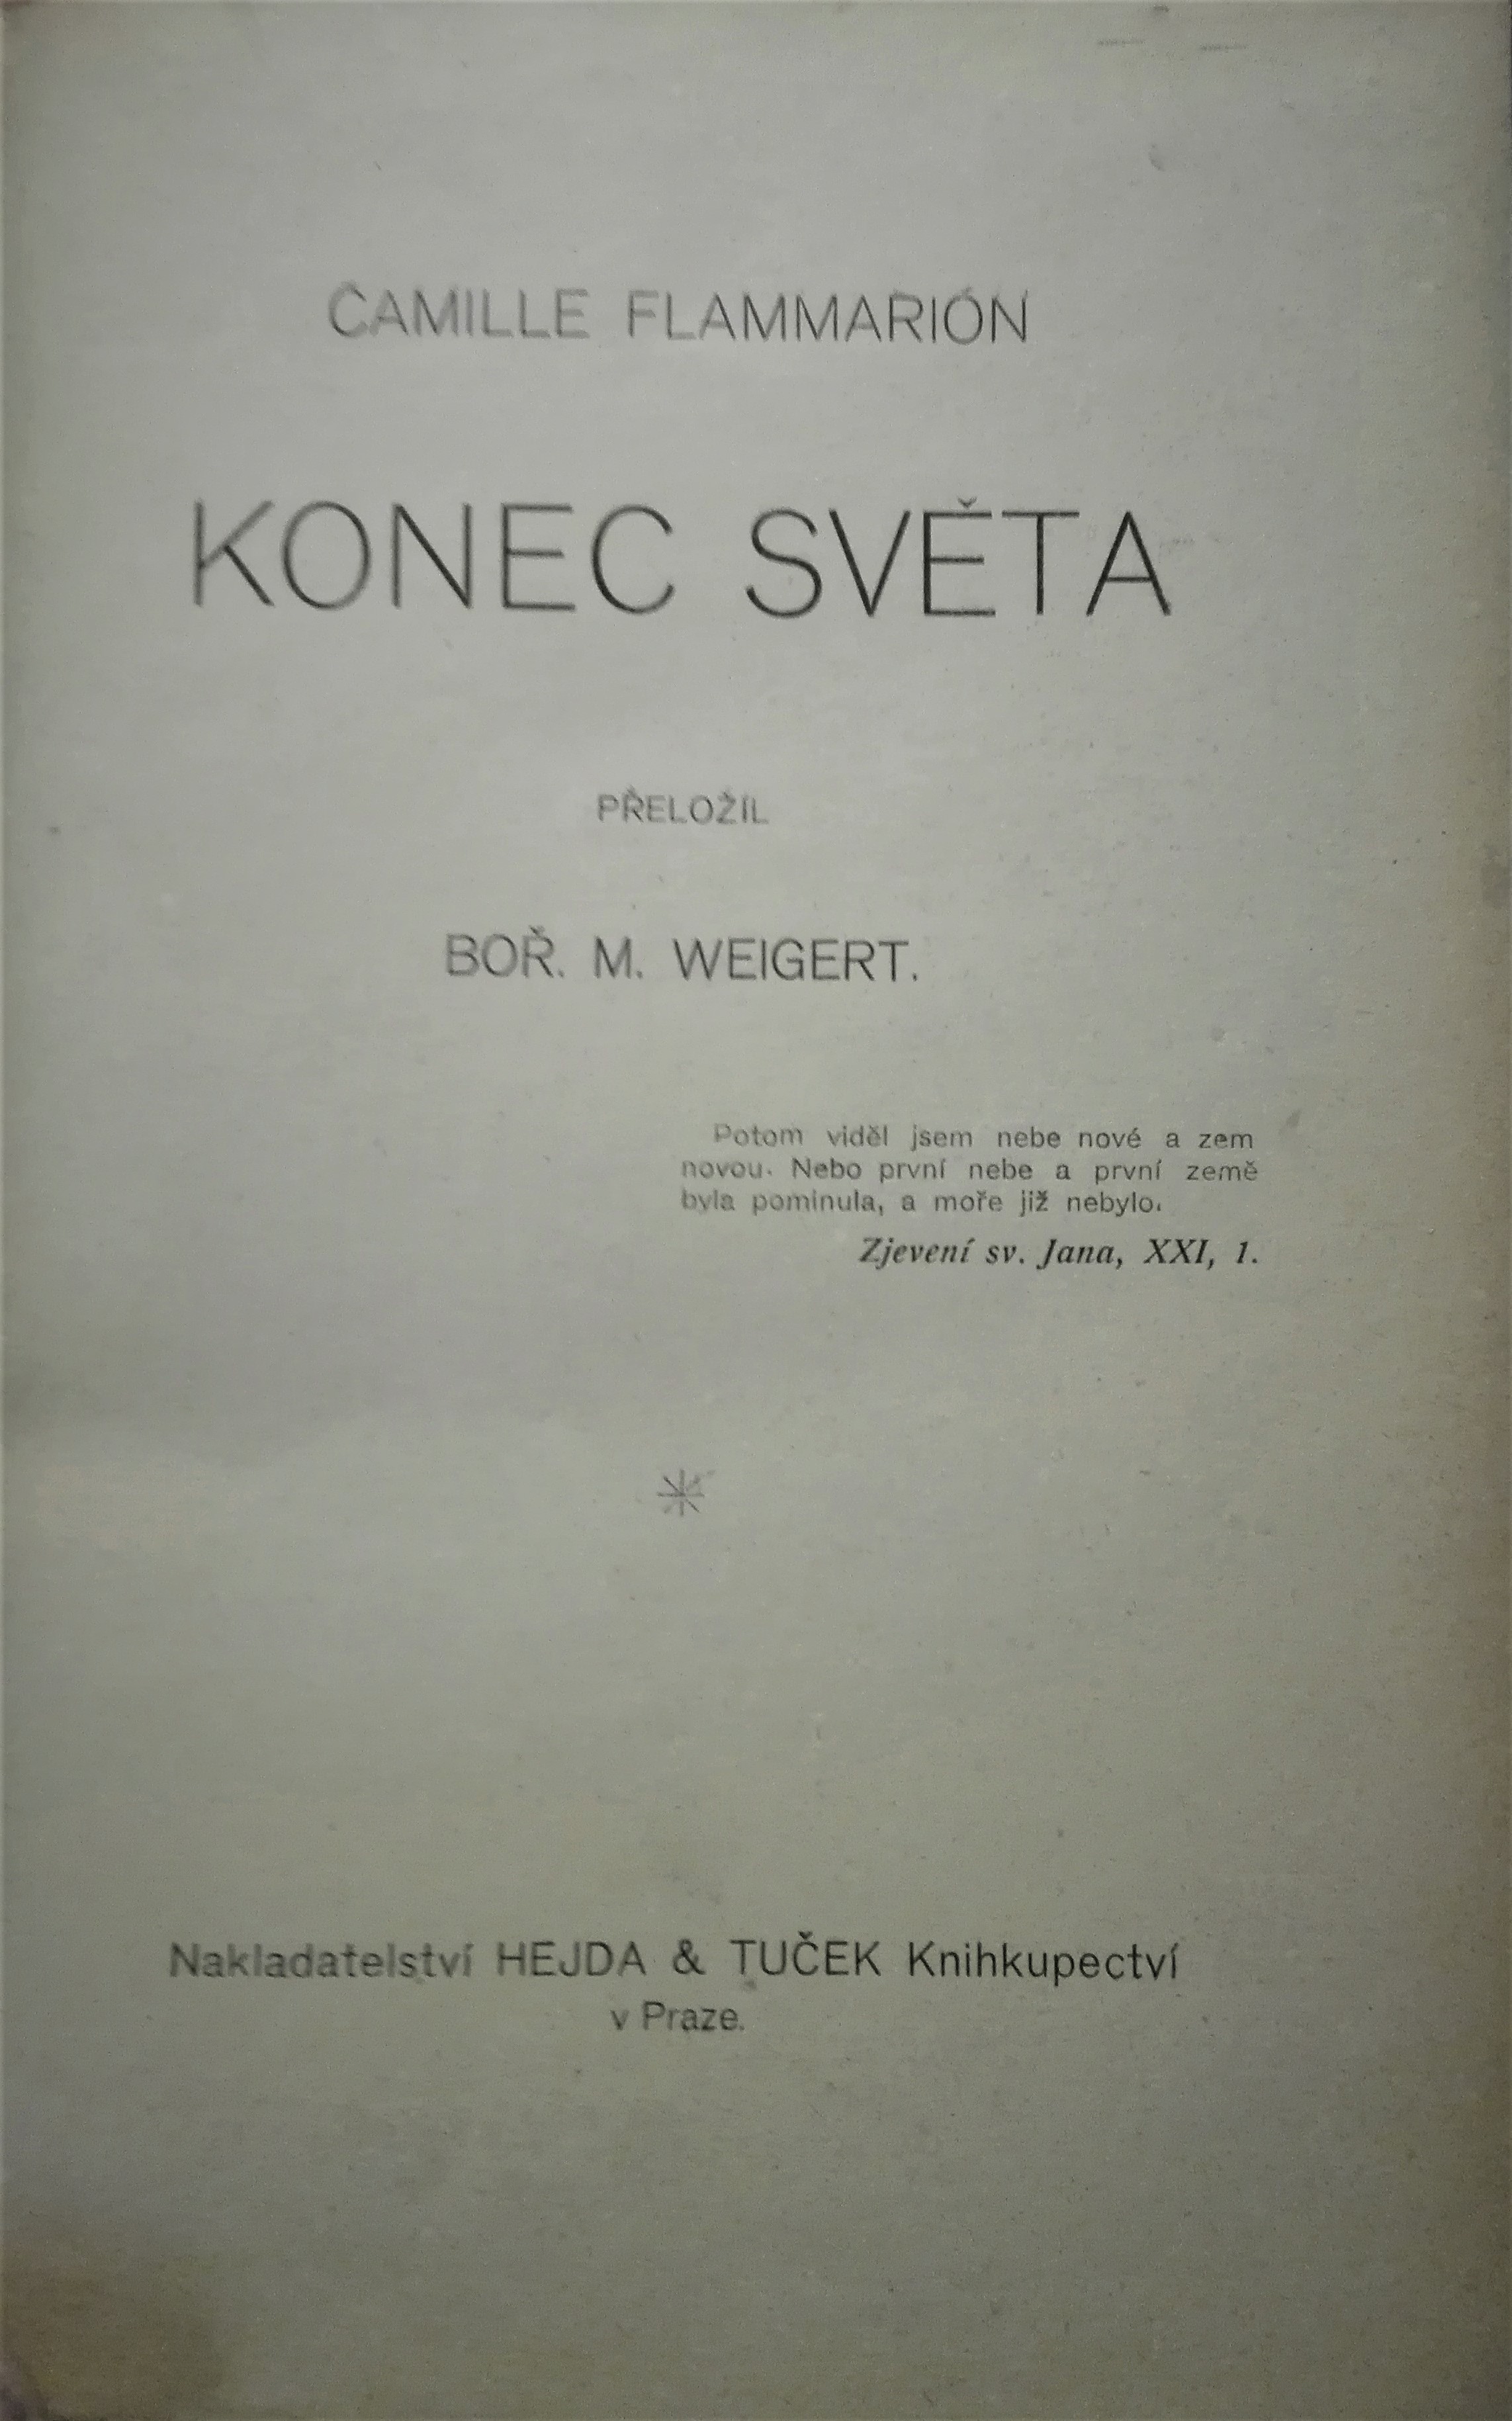 CAMILLE FLAMMARION
KONEC SVĚTA
PŘELOŽIL
BOŘ. M. WEIGERT.
Potom viděl jsem nebe nové a zem
novou. Nebo první nebe a první země
byla pominula, a moře již nebylo.
Zjevení sv. Jana, XXI, 1.
Nakladatelství HEJDA & TUČEK Knihkupectví
v Praze.